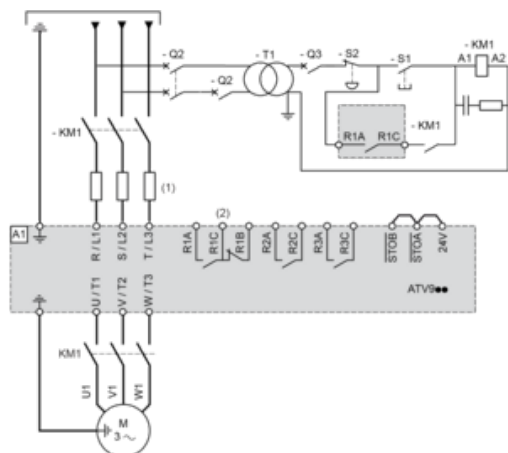 - Q2
- T1
- Q3
- S2
- S1
- KM1
A1
A2
- Q2
- KM1
R1A
R1C
- KM1
(1)
A1
R / L1
S / L2
T / L3
(2)
R1A
R1C
R1B
R2A
R2C
R3A
R3C
STOB
STOA
24V
U / T1
V / T2
W / T3
ATV9●●
KM1
U1
V1
W1
M
3 ~